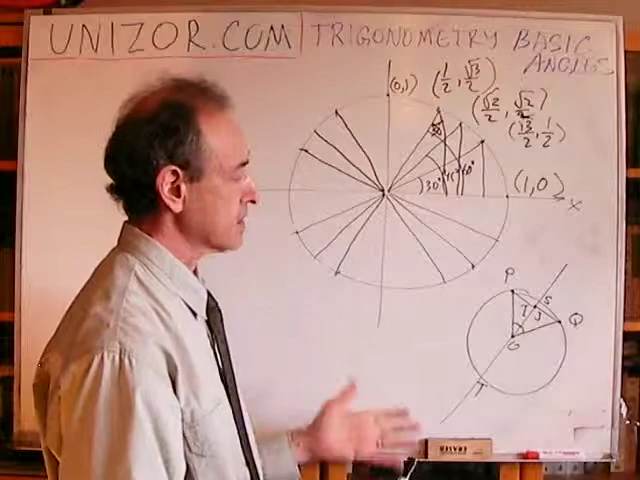 UNIZOR.COM TRIGONOMETRY BASIC ANGLES
(0,1) (1/2, √3/2)
(√2/2, √2/2)
(√3/2, 1/2)
30° 45° 60° (1,0)
x
P
S
T S Q
O
T